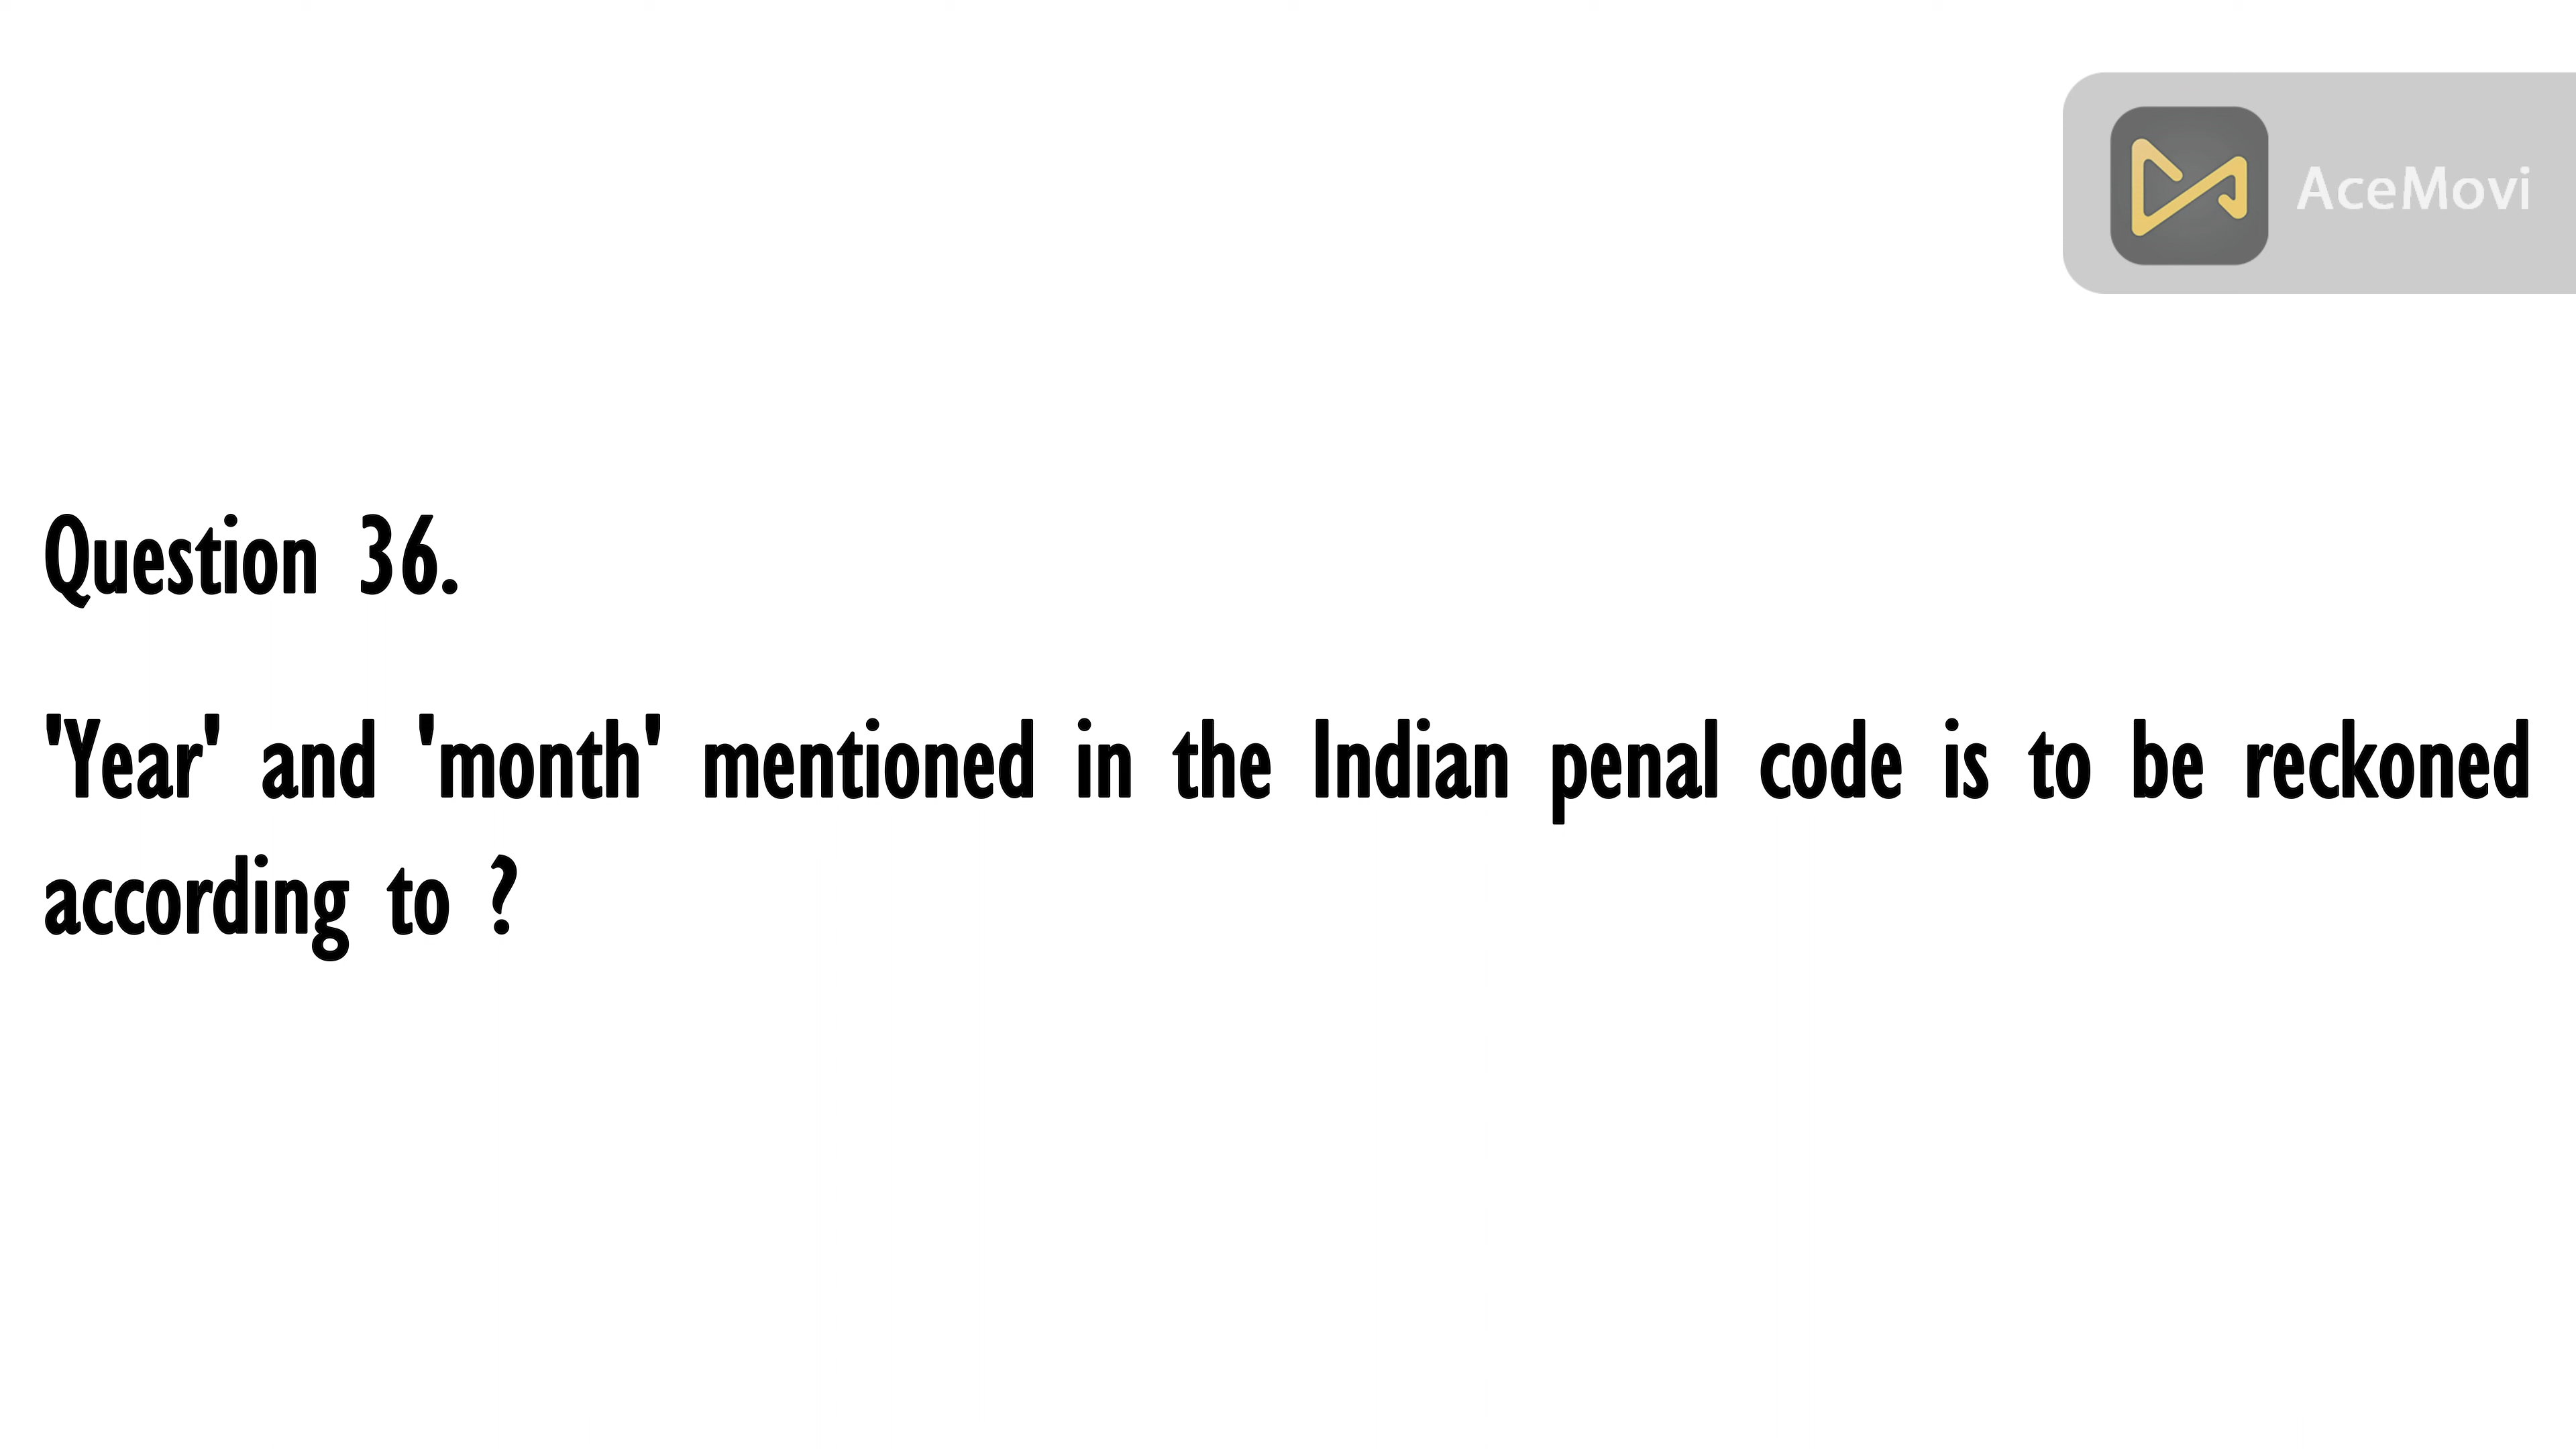 AceMovi
Question 36.
'Year' and 'month' mentioned in the Indian penal code is to be reckoned
according to ?